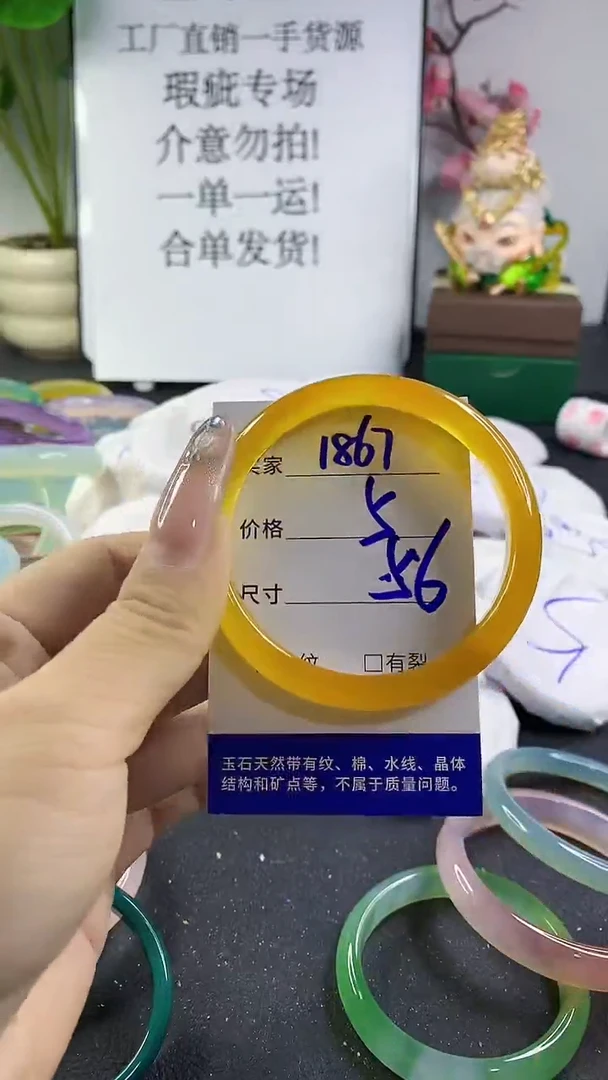 工厂直销一手货源
瑕疵专场
介意勿拍!
一单一运!
合单发货!
买家 1867
价格
尺寸
纹 □有裂
玉石天然带有纹、棉、水线、晶体
结构和矿点等，不属于质量问题。